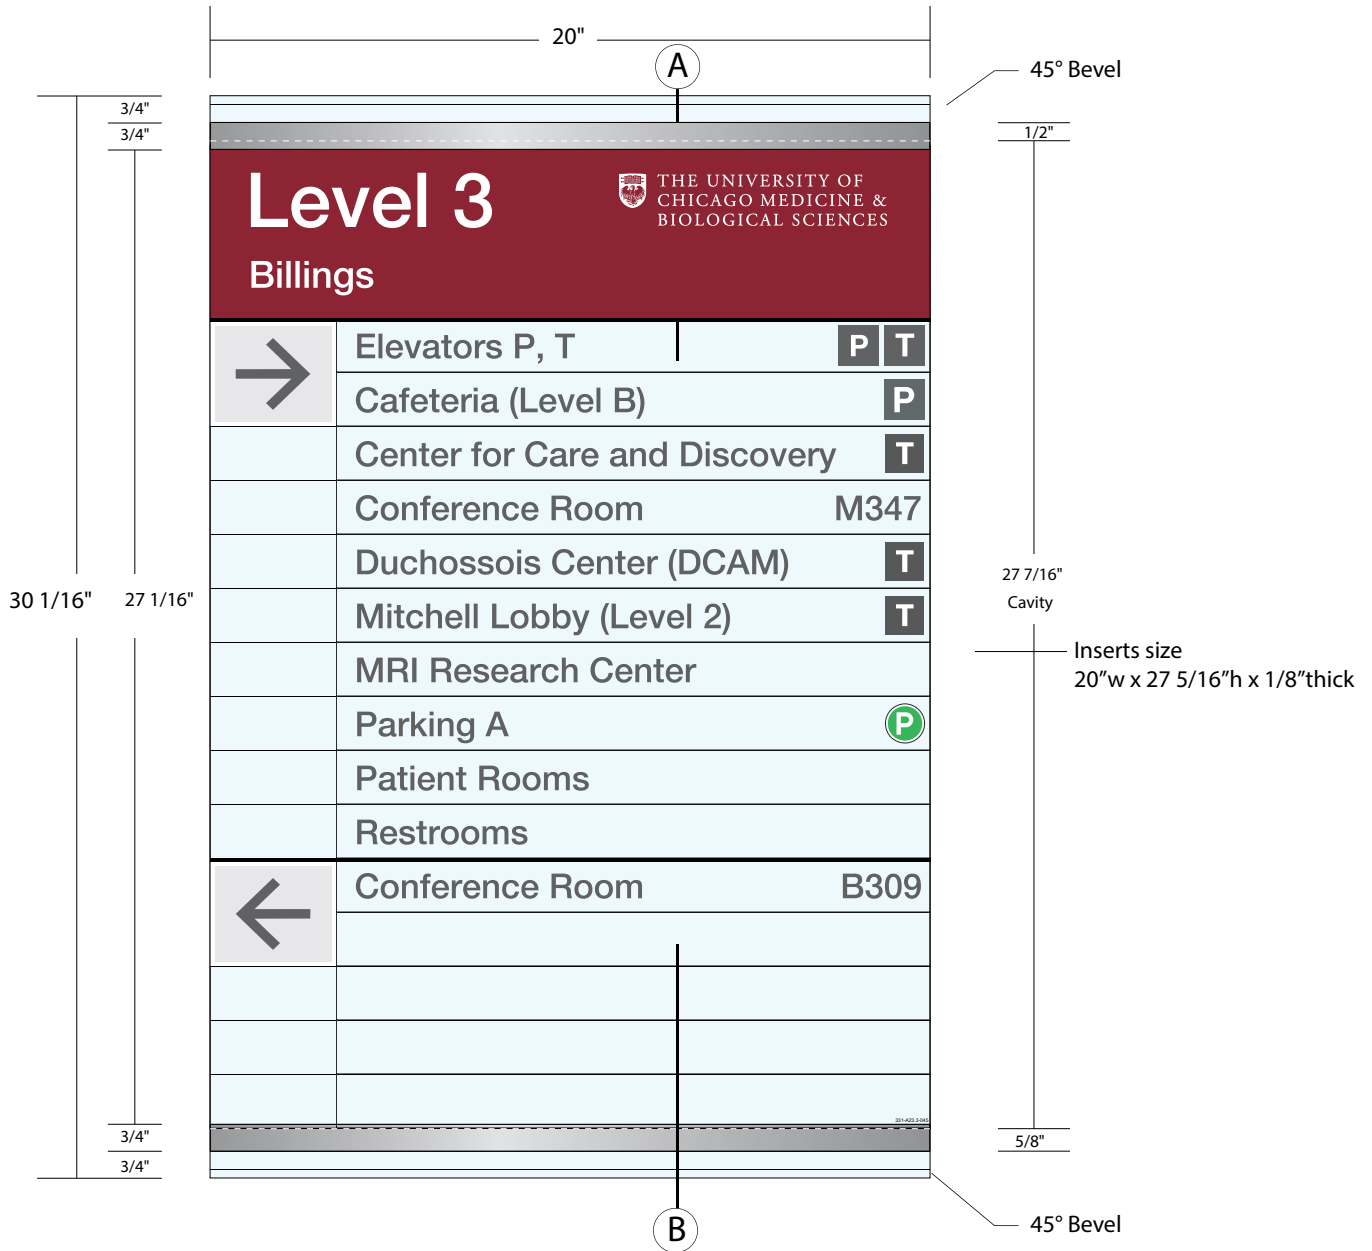 20"
A
45° Bevel
3/4"
3/4"
1/2"
Level 3
THE UNIVERSITY OF
CHICAGO MEDICINE &
BIOLOGICAL SCIENCES
Billings
Elevators P, T P T
Cafeteria (Level B) P
Center for Care and Discovery T
Conference Room M347
Duchossois Center (DCAM) T
27 7/16"
Cavity
30 1/16"
27 1/16"
Mitchell Lobby (Level 2) T
Inserts size
20"w x 27 5/16"h x 1/8"thick
MRI Research Center
Parking A P
Patient Rooms
Restrooms
Conference Room B309
3/4"
5/8"
3/4"
B
45° Bevel